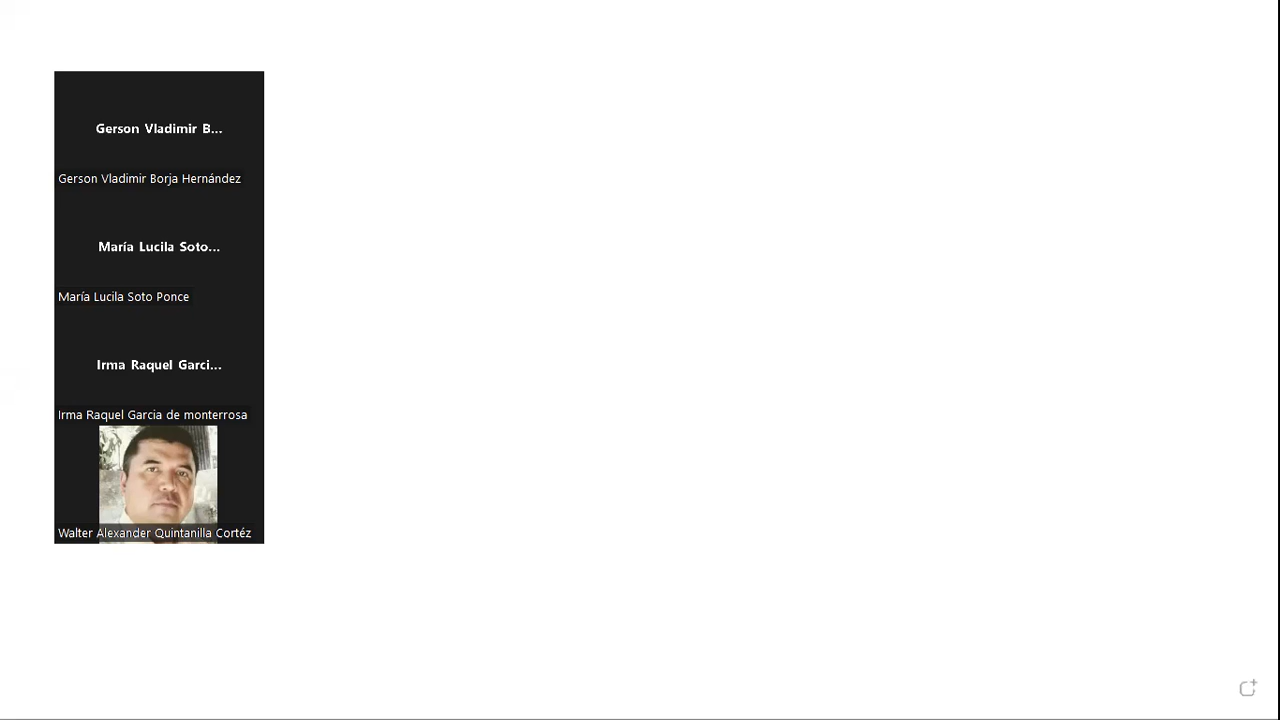 Gerson Vladimir B...
Gerson Vladimir Borja Hernández
María Lucila Soto...
María Lucila Soto Ponce
Irma Raquel Garci...
Irma Raquel Garcia de monterrosa
Walter Alexander Quintanilla Cortéz